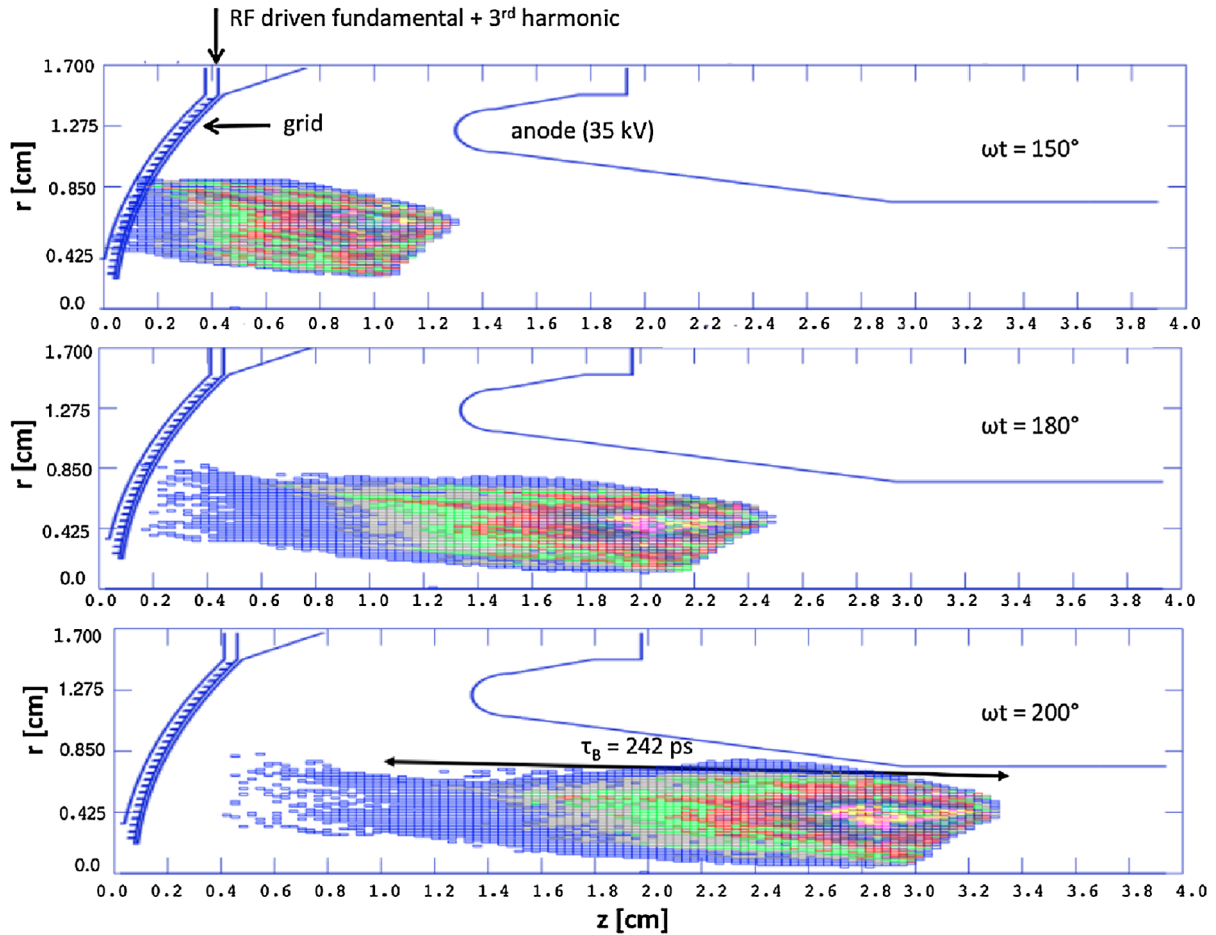 RF driven fundamental + 3rd harmonic
1.700
grid
1.275
anode (35 kV)
ωt = 150°
r [cm]
0.850
0.425
0.0
0.0 0.2 0.4 0.6 0.8 1.0 1.2 1.4 1.6 1.8 2.0 2.2 2.4 2.6 2.8 3.0 3.2 3.4 3.6 3.8 4.0
1.700
1.275
ωt = 180°
r [cm]
0.850
0.425
0.0
0.0 0.2 0.4 0.6 0.8 1.0 1.2 1.4 1.6 1.8 2.0 2.2 2.4 2.6 2.8 3.0 3.2 3.4 3.6 3.8 4.0
1.700
1.275
ωt = 200°
r [cm]
0.850
τB = 242 ps
0.425
0.0
0.0 0.2 0.4 0.6 0.8 1.0 1.2 1.4 1.6 1.8 2.0 2.2 2.4 2.6 2.8 3.0 3.2 3.4 3.6 3.8 4.0
z [cm]